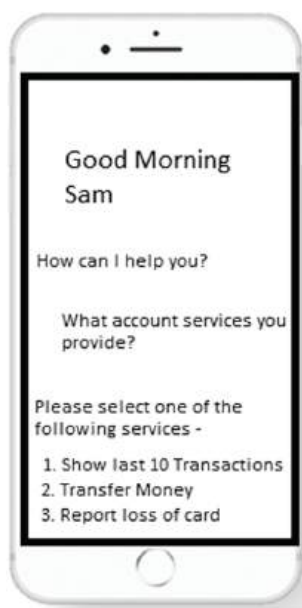 Good Morning
Sam
How can I help you?
What account services you
provide?
Please select one of the
following services -
1. Show last 10 Transactions
2. Transfer Money
3. Report loss of card